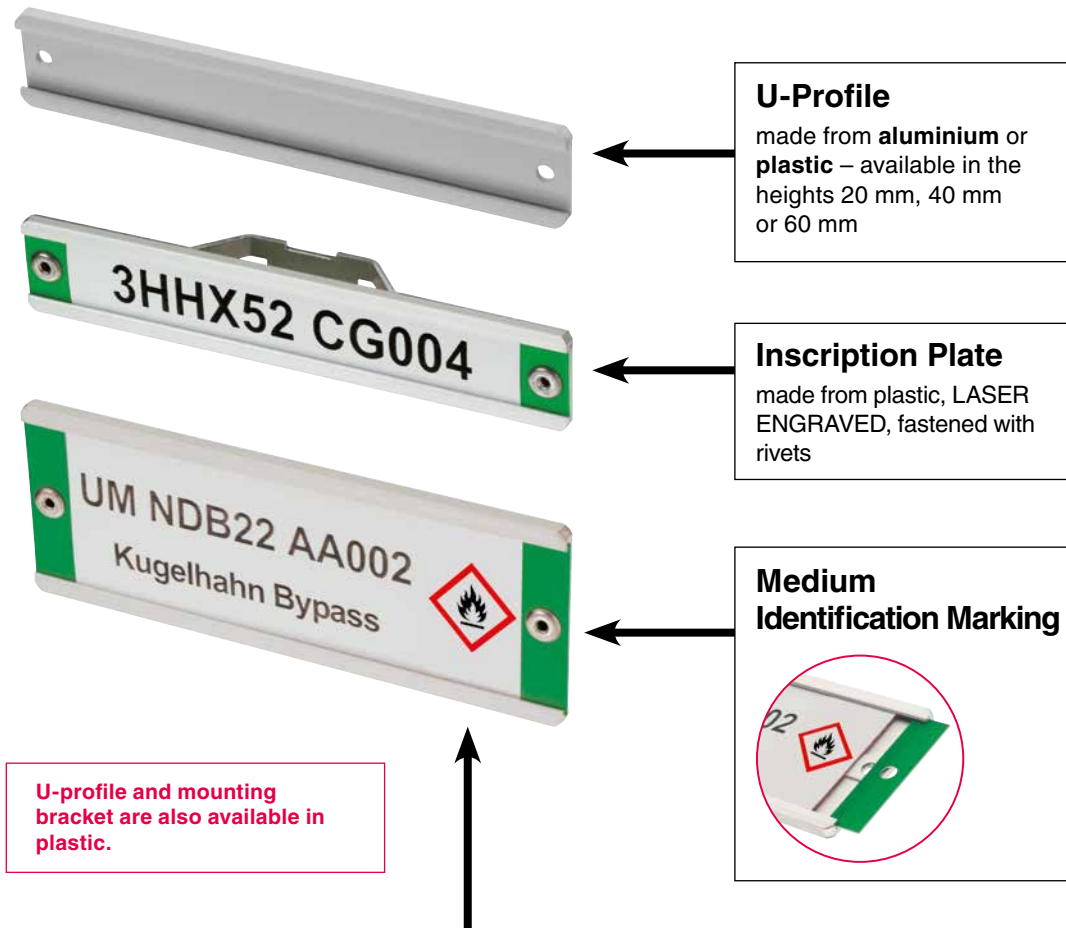 U-Profile
made from aluminium or
plastic – available in the
heights 20 mm, 40 mm
or 60 mm
3HHX52 CG004
Inscription Plate
made from plastic, LASER
ENGRAVED, fastened with
rivets
UM NDB22 AA002
Kugelhahn Bypass
Medium
Identification Marking
02
U-profile and mounting
bracket are also available in
plastic.